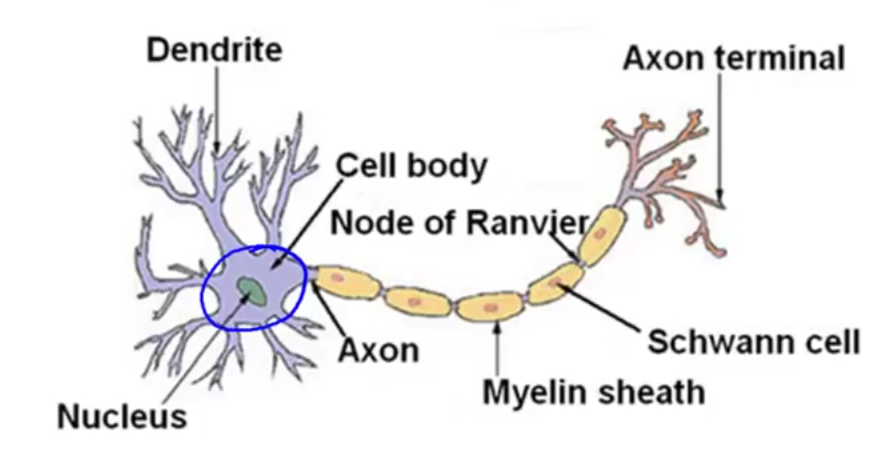 Dendrite
Axon terminal
Cell body
Node of Ranvier
Axon
Schwann cell
Myelin sheath
Nucleus